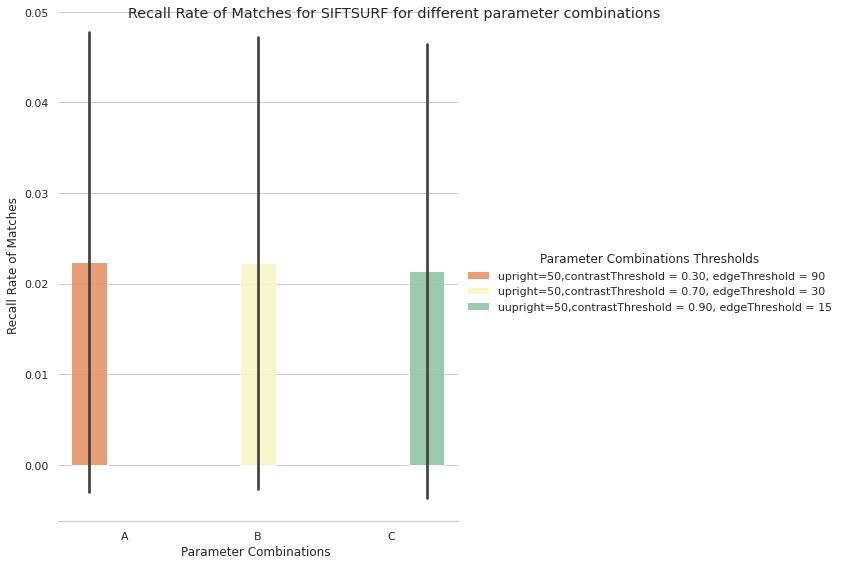 Recall Rate of Matches for SIFTSURF for different parameter combinations
0.05
0.04
0.03
0.02
0.01
0.00
Recall Rate of Matches
A
B
C
Parameter Combinations
Parameter Combinations Thresholds
upright=50,contrastThreshold = 0.30, edgeThreshold = 90
upright=50,contrastThreshold = 0.70, edgeThreshold = 30
uupright=50,contrastThreshold = 0.90, edgeThreshold = 15